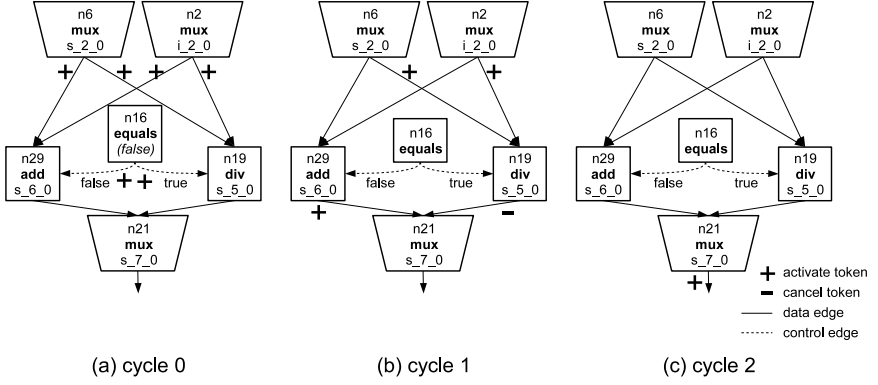 n6
mux
s_2_0
n2
mux
i_2_0
+ + + +
n16
equals
(false)
n29
add
s_6_0
n19
div
s_5_0
false
true
+ +
n21
mux
s_7_0
(a) cycle 0
n6
mux
s_2_0
n2
mux
i_2_0
+ +
n16
equals
n29
add
s_6_0
n19
div
s_5_0
false
true
+ −
n21
mux
s_7_0
(b) cycle 1
n6
mux
s_2_0
n2
mux
i_2_0
n16
equals
n29
add
s_6_0
n19
div
s_5_0
false
true
n21
mux
s_7_0
+
+ activate token
− cancel token
data edge
control edge
(c) cycle 2